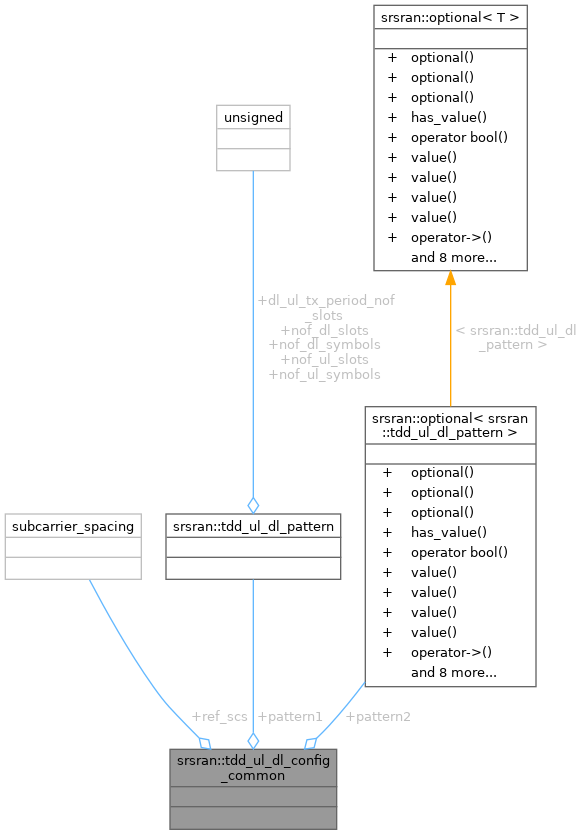 srsran::optional< T >
+ optional()
+ optional()
+ optional()
+ has_value()
+ operator bool()
+ value()
+ value()
+ value()
+ value()
+ operator->()
and 8 more...
unsigned
+dl_ul_tx_period_nof
_slots
+nof_dl_slots
+nof_dl_symbols
+nof_ul_slots
+nof_ul_symbols
< srsran::tdd_ul_dl
_pattern >
srsran::optional< srsran
::tdd_ul_dl_pattern >
+ optional()
+ optional()
+ optional()
+ has_value()
+ operator bool()
+ value()
+ value()
+ value()
+ value()
+ operator->()
and 8 more...
subcarrier_spacing
srsran::tdd_ul_dl_pattern
+ref_scs
+pattern1
+pattern2
srsran::tdd_ul_dl_config
_common